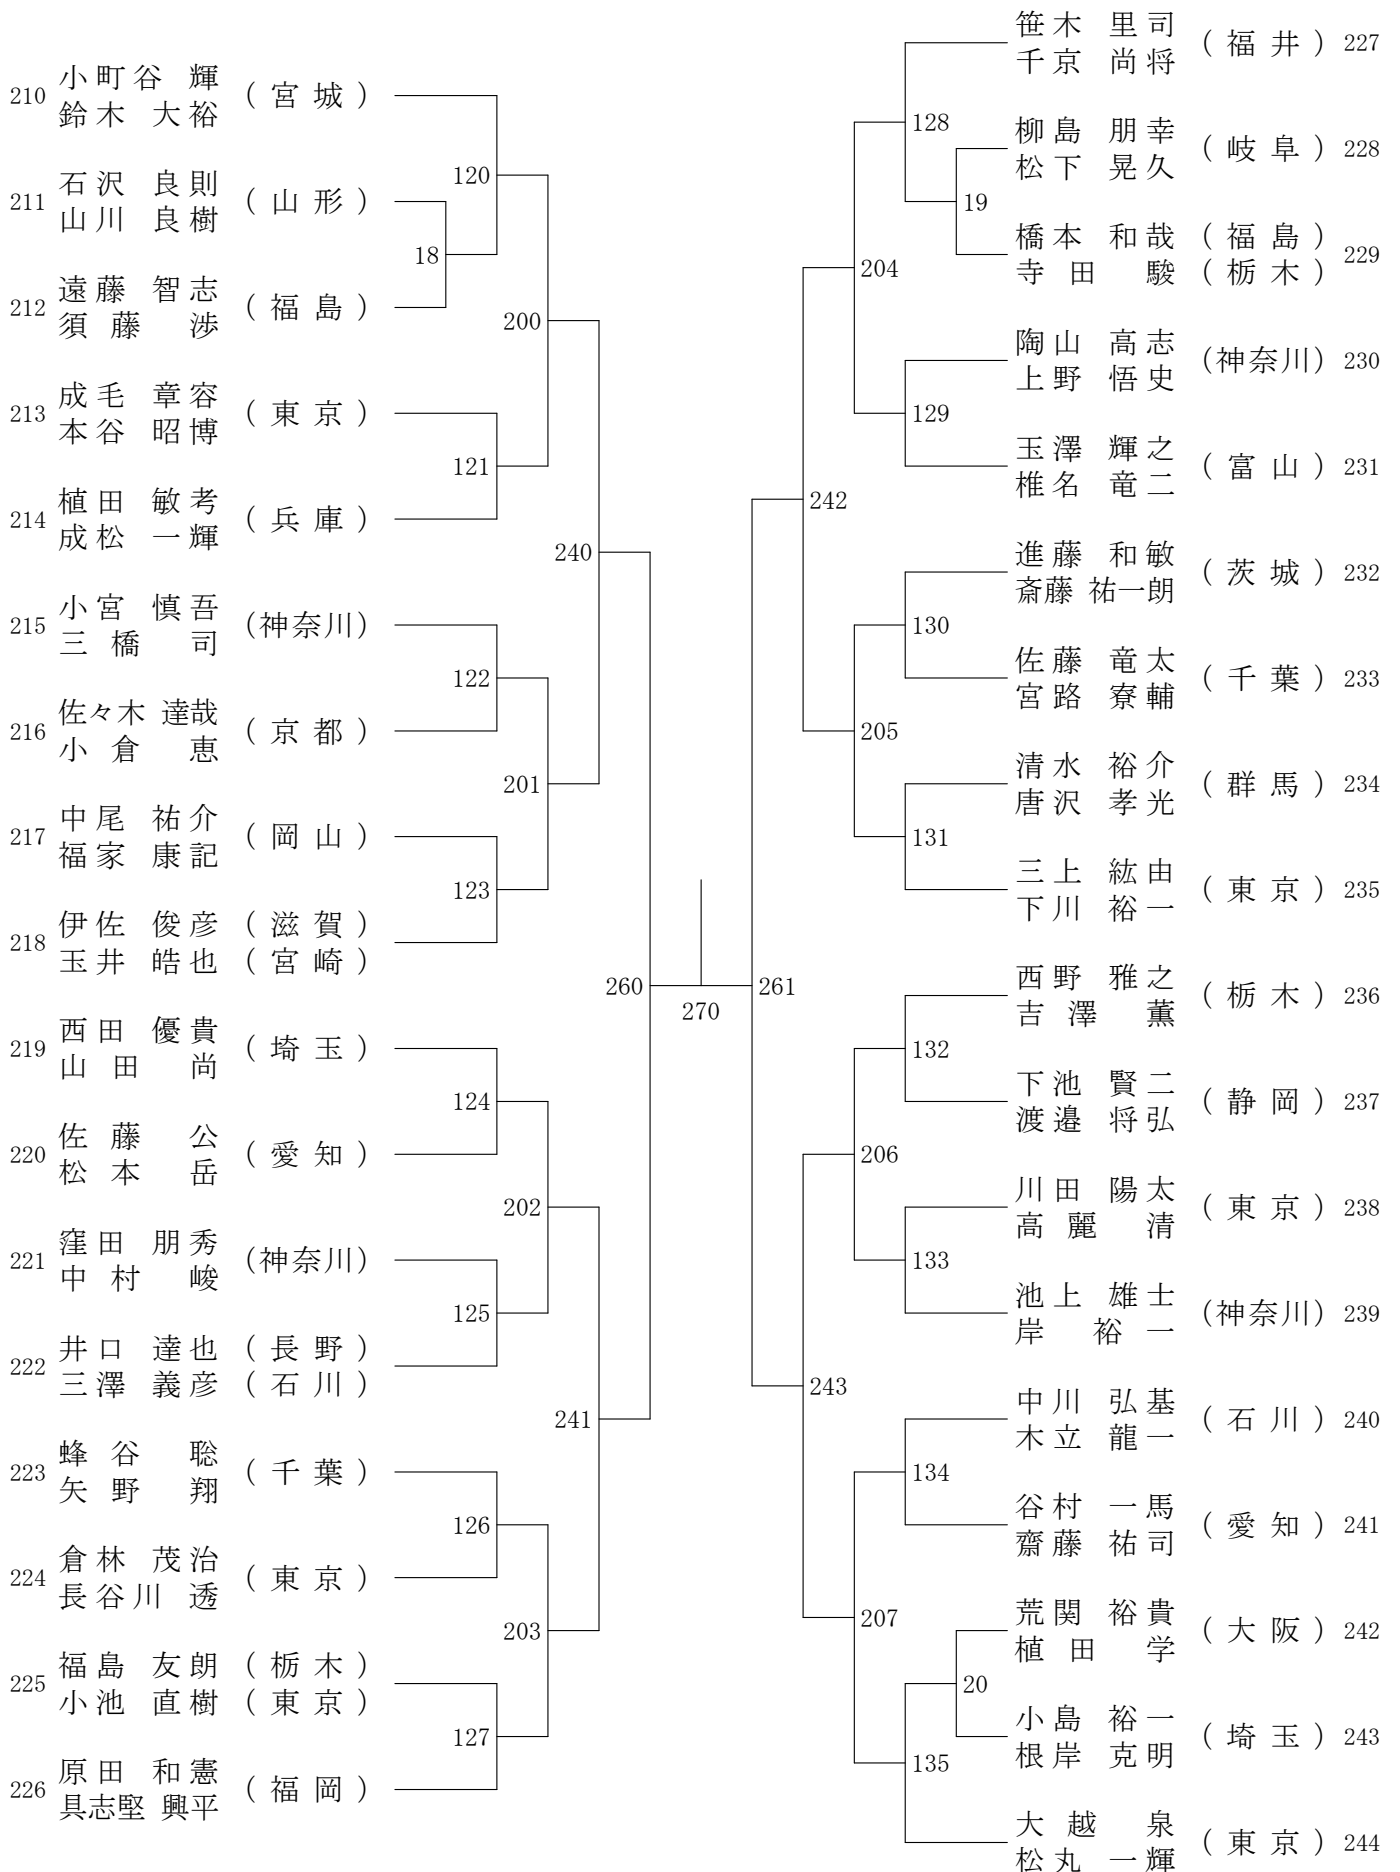 210 小町谷 輝 (宮城)
鈴木 大裕
211 石沢 良則 (山形)
山川 良樹
212 遠藤 智志 (福島)
須藤 渉
213 成毛 章容 (東京)
本谷 昭博
214 植田 敏考 (兵庫)
成松 一輝
215 小宮 慎吾 (神奈川)
三橋 司
216 佐々木 達哉 (京都)
小倉 恵
217 中尾 祐介 (岡山)
福家 康記
218 伊佐 俊彦 (滋賀)
玉井 皓也 (宮崎)
219 西田 優貴 (埼玉)
山田 尚
220 佐藤 公 (愛知)
松本 岳
221 窪田 朋秀 (神奈川)
中村 峻
222 井口 達也 (長野)
三澤 義彦 (石川)
223 蜂谷 聡 (千葉)
矢野 翔
224 倉林 茂治 (東京)
長谷川 透
225 福島 友朗 (栃木)
小池 直樹 (東京)
226 原田 和憲 (福岡)
具志堅 興平
18
120
121
122
123
124
125
126
127
200
201
202
203
240
241
260
270
261
242
243
204
205
206
207
128
129
130
131
132
133
134
135
19
20
笹木 里司 (福井) 227
千京 尚将
柳島 朋幸 (岐阜) 228
松下 晃久
橋本 和哉 (福島) 229
寺田 駿 (栃木)
陶山 高志 (神奈川) 230
上野 悟史
玉澤 輝之 (富山) 231
椎名 竜二
進藤 和敏 (茨城) 232
斎藤 祐一朗
佐藤 竜太 (千葉) 233
宮路 寮輔
清水 裕介 (群馬) 234
唐沢 孝光
三上 紘由 (東京) 235
下川 裕一
西野 雅之 (栃木) 236
吉澤 薫
下池 賢二 (静岡) 237
渡邉 将弘
川田 陽太 (東京) 238
高麗 清
池上 雄士 (神奈川) 239
岸 裕一
中川 弘基 (石川) 240
木立 龍一
谷村 一馬 (愛知) 241
齋藤 祐司
荒関 裕貴 (大阪) 242
植田 学
小島 裕一 (埼玉) 243
根岸 克明
大越 泉 (東京) 244
松丸 一輝